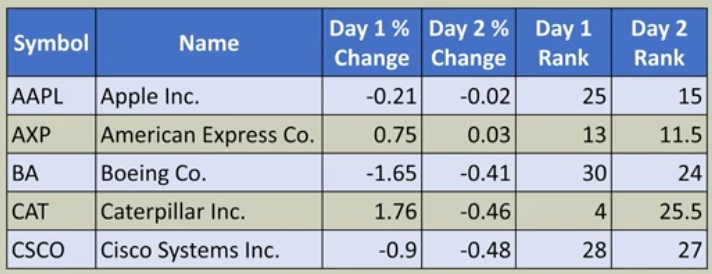 Symbol Name Day 1 % Change Day 2 % Change Day 1 Rank Day 2 Rank
AAPL Apple Inc. -0.21 -0.02 25 15
AXP American Express Co. 0.75 0.03 13 11.5
BA Boeing Co. -1.65 -0.41 30 24
CAT Caterpillar Inc. 1.76 -0.46 4 25.5
CSCO Cisco Systems Inc. -0.9 -0.48 28 27